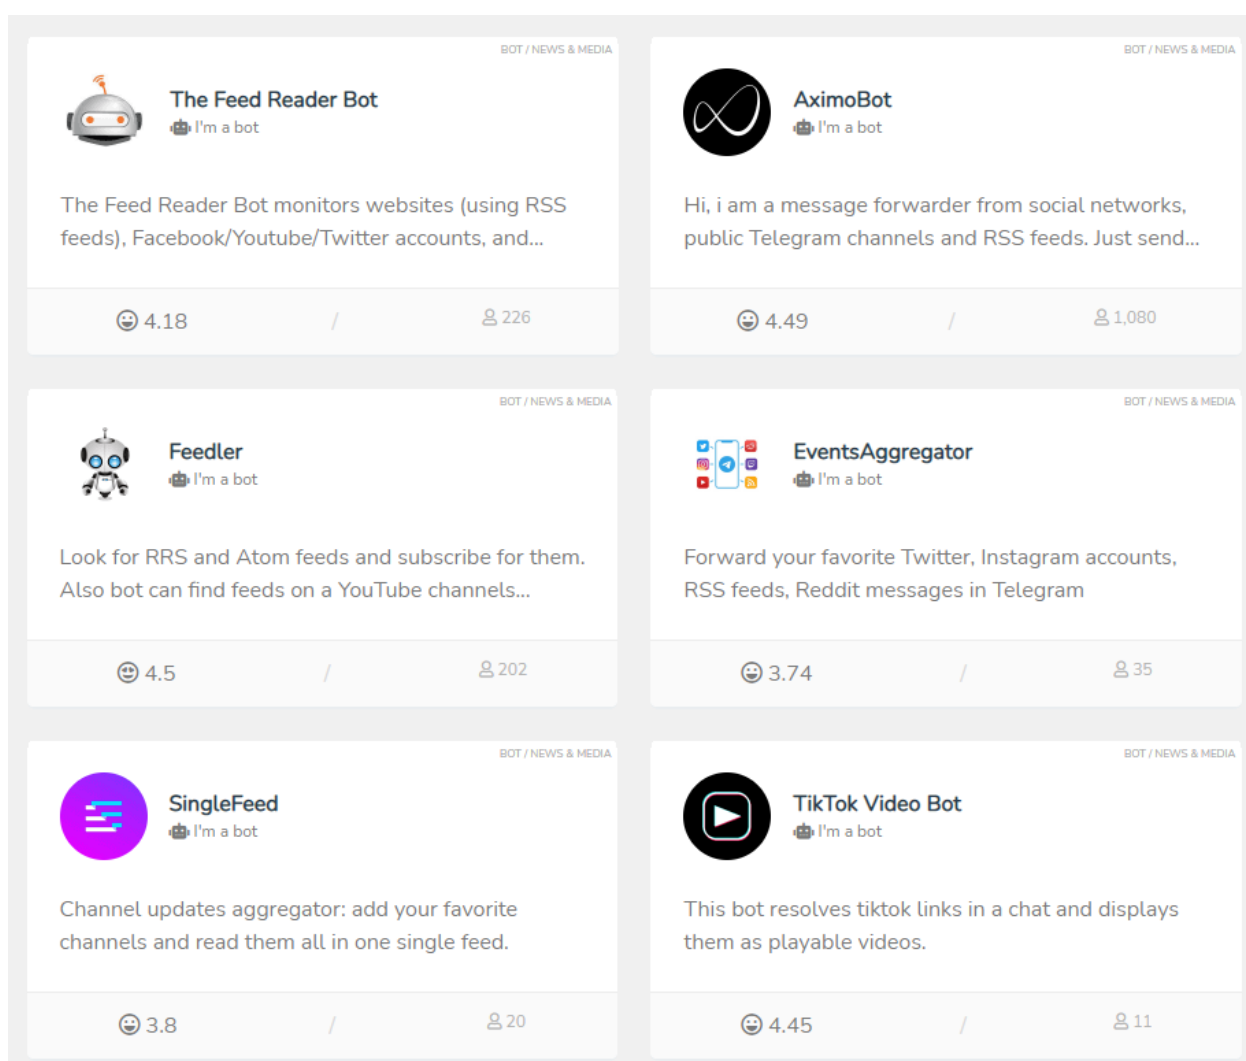 BOT / NEWS & MEDIA
The Feed Reader Bot
I'm a bot
The Feed Reader Bot monitors websites (using RSS
feeds), Facebook/Youtube/Twitter accounts, and...
4.18 / 226
BOT / NEWS & MEDIA
AximoBot
I'm a bot
Hi, i am a message forwarder from social networks,
public Telegram channels and RSS feeds. Just send...
4.49 / 1,080
BOT / NEWS & MEDIA
Feedler
I'm a bot
Look for RRS and Atom feeds and subscribe for them.
Also bot can find feeds on a YouTube channels...
4.5 / 202
BOT / NEWS & MEDIA
EventsAggregator
I'm a bot
Forward your favorite Twitter, Instagram accounts,
RSS feeds, Reddit messages in Telegram
3.74 / 35
BOT / NEWS & MEDIA
SingleFeed
I'm a bot
Channel updates aggregator: add your favorite
channels and read them all in one single feed.
3.8 / 20
BOT / NEWS & MEDIA
TikTok Video Bot
I'm a bot
This bot resolves tiktok links in a chat and displays
them as playable videos.
4.45 / 11